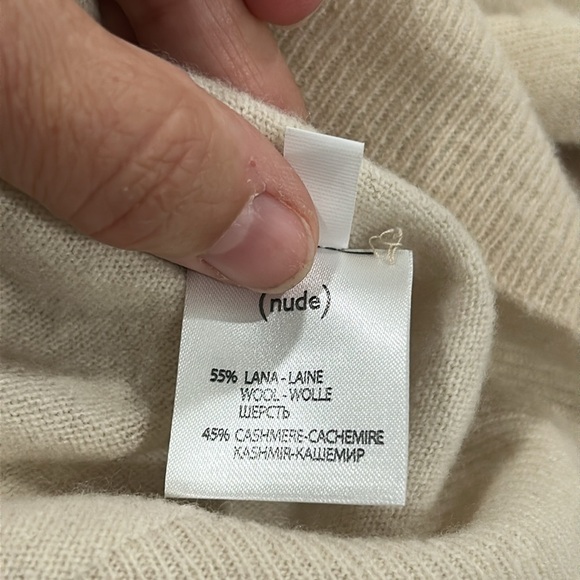 (nude)
55% LANA - LAINE
WOOL - WOLLE
ШЕРСТЬ
45% CASHMERE-CACHEMIRE
KASHMIR-КАШЕМИР